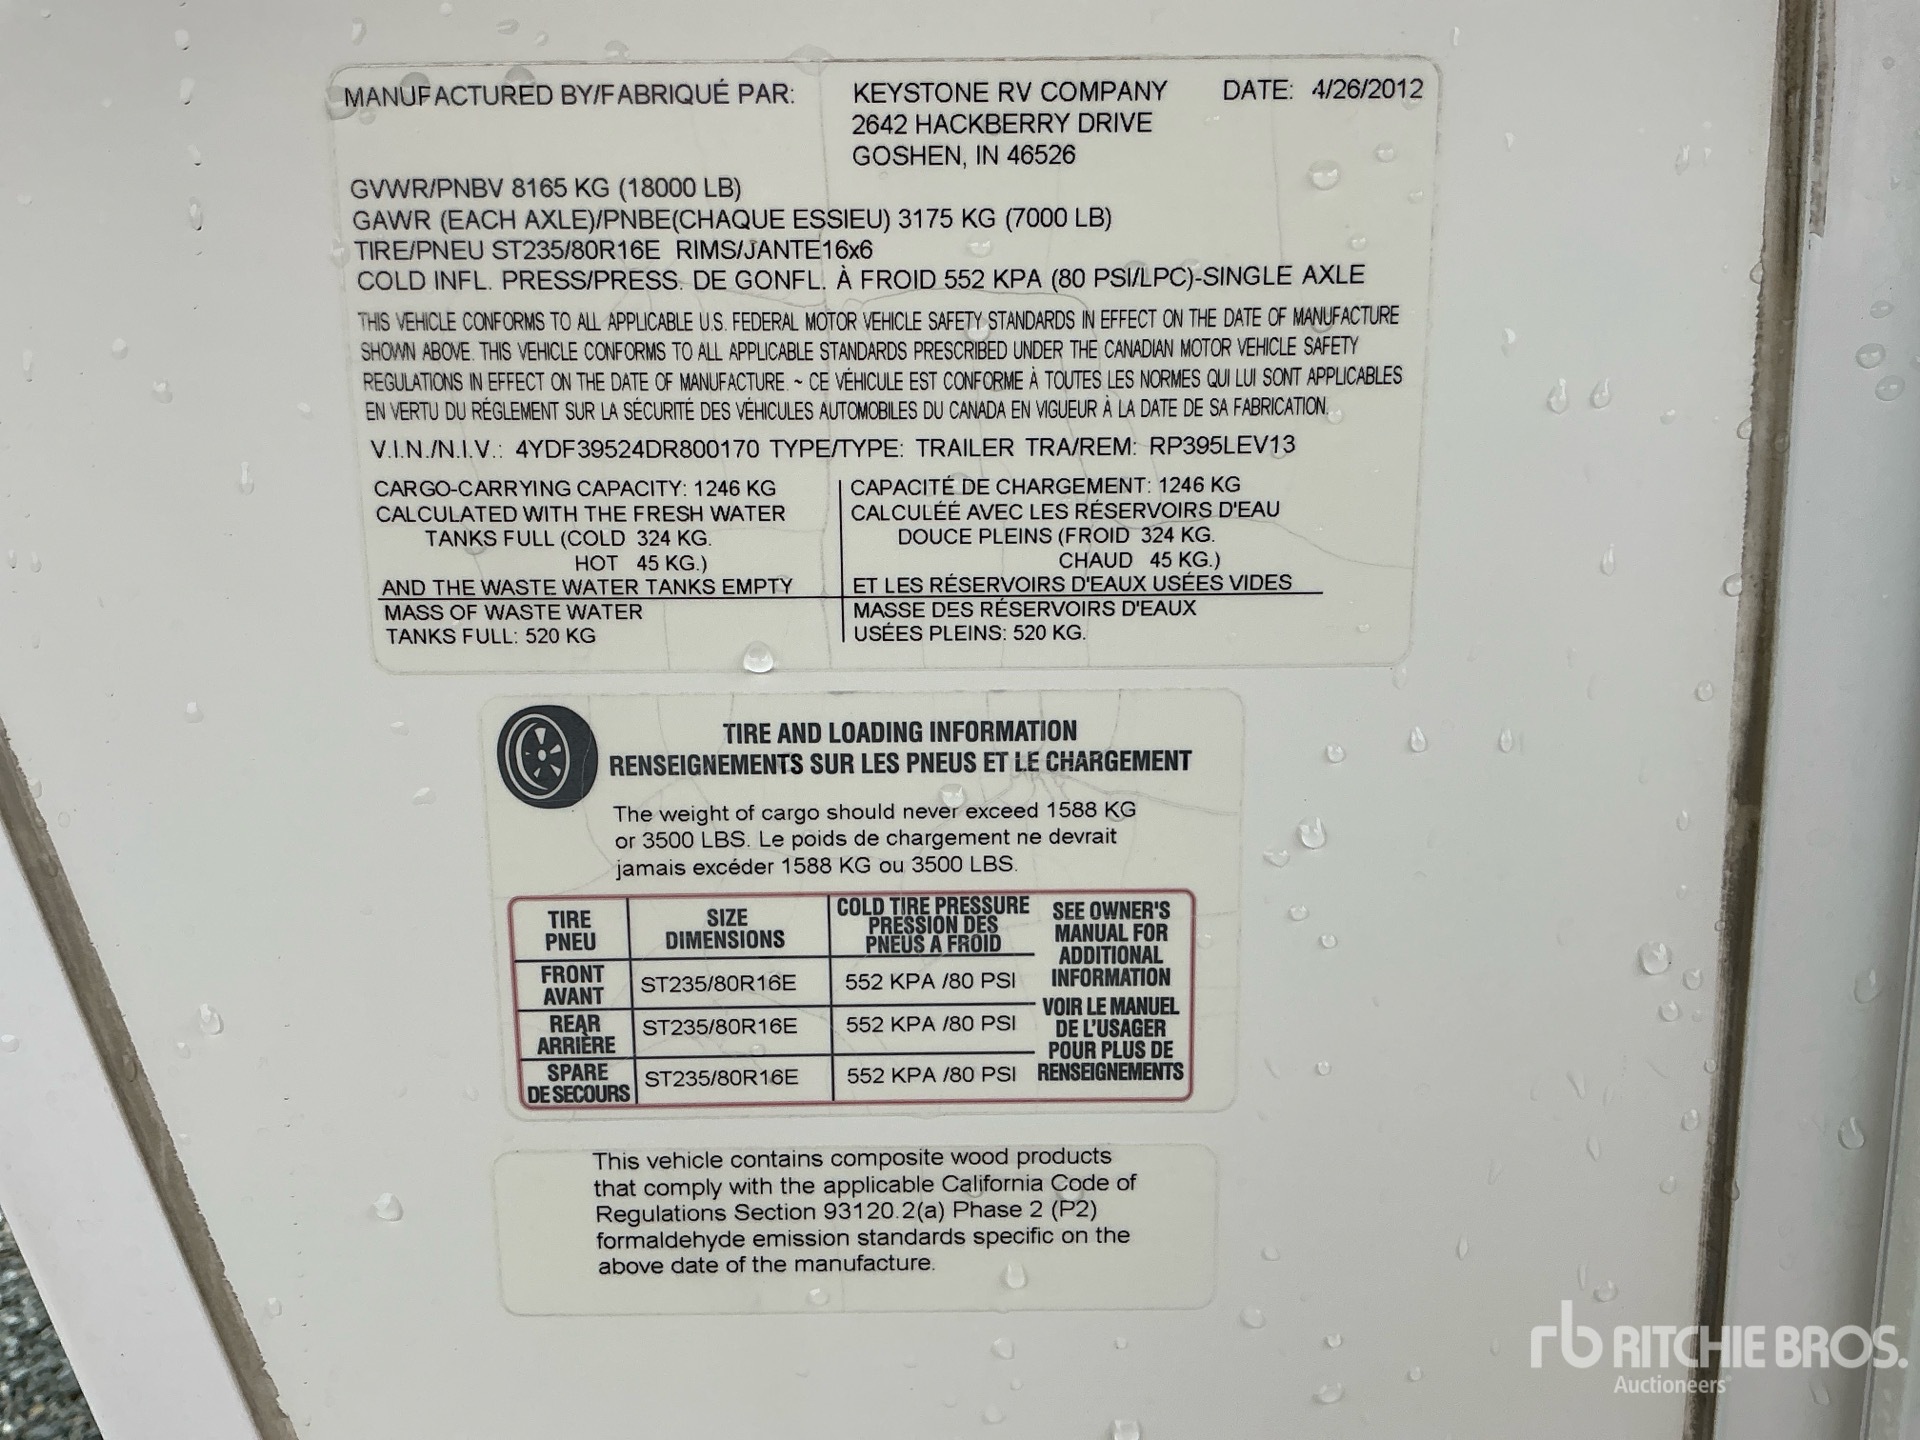 MANUFACTURED BY/FABRIQUÉ PAR: KEYSTONE RV COMPANY DATE: 4/26/2012
2642 HACKBERRY DRIVE
GOSHEN, IN 46526
GVWR/PNBV 8165 KG (18000 LB)
GAWR (EACH AXLE)/PNBE(CHAQUE ESSIEU) 3175 KG (7000 LB)
TIRE/PNEU ST235/80R16E RIMS/JANTE16x6
COLD INFL. PRESS/PRESS. DE GONFL. À FROID 552 KPA (80 PSI/LPC)-SINGLE AXLE
THIS VEHICLE CONFORMS TO ALL APPLICABLE U.S. FEDERAL MOTOR VEHICLE SAFETY STANDARDS IN EFFECT ON THE DATE OF MANUFACTURE
SHOWN ABOVE. THIS VEHICLE CONFORMS TO ALL APPLICABLE STANDARDS PRESCRIBED UNDER THE CANADIAN MOTOR VEHICLE SAFETY
REGULATIONS IN EFFECT ON THE DATE OF MANUFACTURE. ~ CE VÉHICULE EST CONFORME À TOUTES LES NORMES QUI LUI SONT APPLICABLES
EN VERTU DU RÉGLEMENT SUR LA SÉCURITÉ DES VÉHICULES AUTOMOBILES DU CANADA EN VIGUEUR À LA DATE DE SA FABRICATION.
V.I.N./N.I.V.: 4YDF39524DR800170 TYPE/TYPE: TRAILER TRA/REM: RP395LEV13
CARGO-CARRYING CAPACITY: 1246 KG
CALCULATED WITH THE FRESH WATER
TANKS FULL (COLD 324 KG.
HOT 45 KG.)
AND THE WASTE WATER TANKS EMPTY
MASS OF WASTE WATER
TANKS FULL: 520 KG
CAPACITÉ DE CHARGEMENT: 1246 KG
CALCULÉÉ AVEC LES RÉSERVOIRS D'EAU
DOUCE PLEINS (FROID 324 KG.
CHAUD 45 KG.)
ET LES RÉSERVOIRS D'EAUX USÉES VIDES
MASSE DES RÉSERVOIRS D'EAUX
USÉES PLEINS: 520 KG.
TIRE AND LOADING INFORMATION
RENSEIGNEMENTS SUR LES PNEUS ET LE CHARGEMENT
The weight of cargo should never exceed 1588 KG
or 3500 LBS. Le poids de chargement ne devrait
jamais excéder 1588 KG ou 3500 LBS.
TIRE
PNEU
SIZE
DIMENSIONS
COLD TIRE PRESSURE
PRESSION DES
PNEUS A FROID
FRONT
AVANT
ST235/80R16E 552 KPA /80 PSI
REAR
ARRIÈRE
ST235/80R16E 552 KPA /80 PSI
SPARE
DE SECOURS
ST235/80R16E 552 KPA /80 PSI
SEE OWNER'S
MANUAL FOR
ADDITIONAL
INFORMATION
VOIR LE MANUEL
DE L'USAGER
POUR PLUS DE
RENSEIGNEMENTS
This vehicle contains composite wood products
that comply with the applicable California Code of
Regulations Section 93120.2(a) Phase 2 (P2)
formaldehyde emission standards specific on the
above date of the manufacture.
rb RITCHIE BROS.
Auctioneers